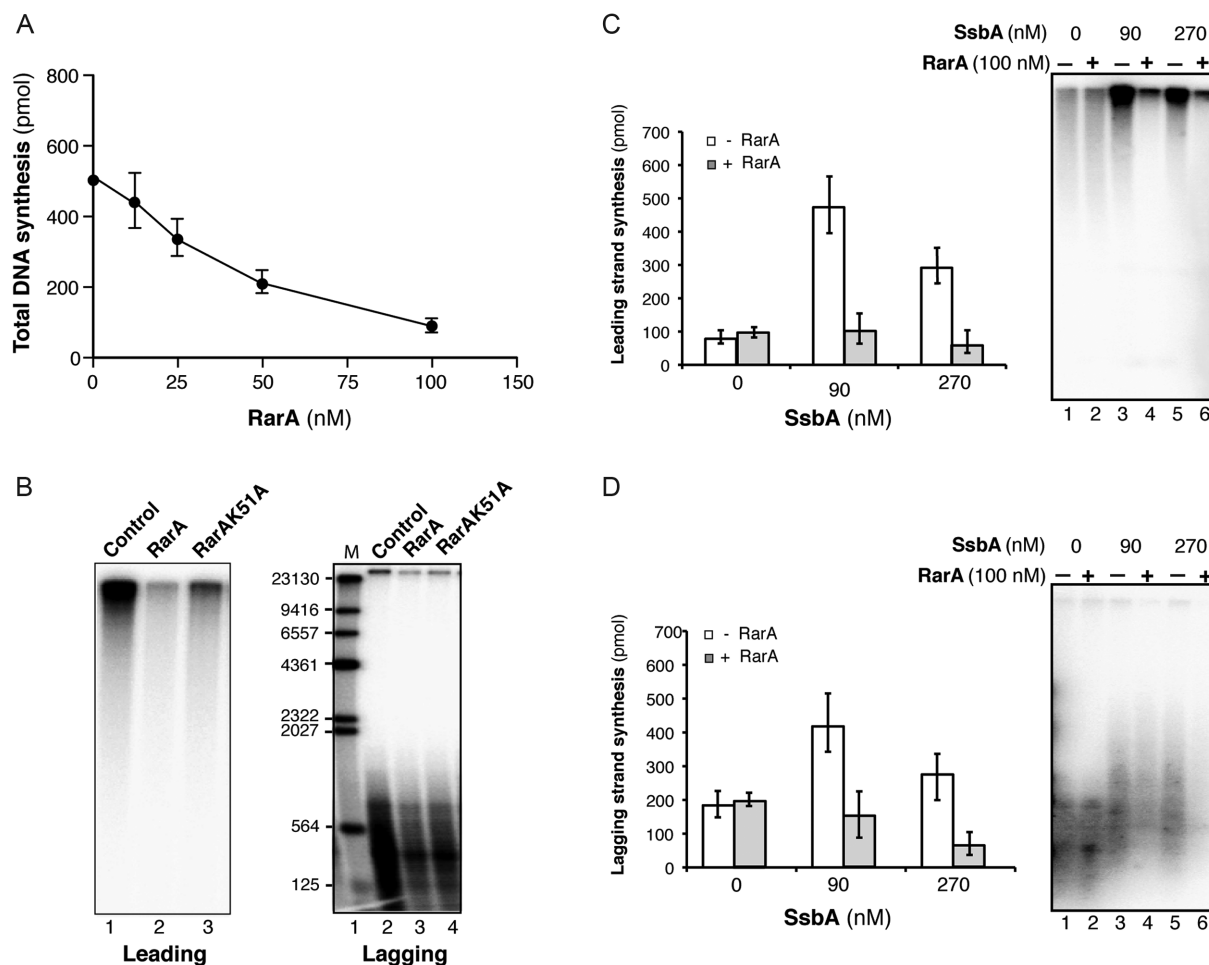 A
800
600
400
200
0
Total DNA synthesis (pmol)
0 25 50 75 100 125 150
RarA (nM)
B
Control RarA RarAK51A
1 2 3
Leading
M Control RarA RarAK51A
23130
9416
6557
4361
2322
2027
564
125
1 2 3 4
Lagging
C
700
600
500
400
300
200
100
0
Leading strand synthesis (pmol)
- RarA
+ RarA
0 90 270
SsbA (nM)
SsbA (nM) 0 90 270
RarA (100 nM) – + – + – +
1 2 3 4 5 6
D
700
600
500
400
300
200
100
0
Lagging strand synthesis (pmol)
- RarA
+ RarA
0 90 270
SsbA (nM)
SsbA (nM) 0 90 270
RarA (100 nM) – + – + – +
1 2 3 4 5 6